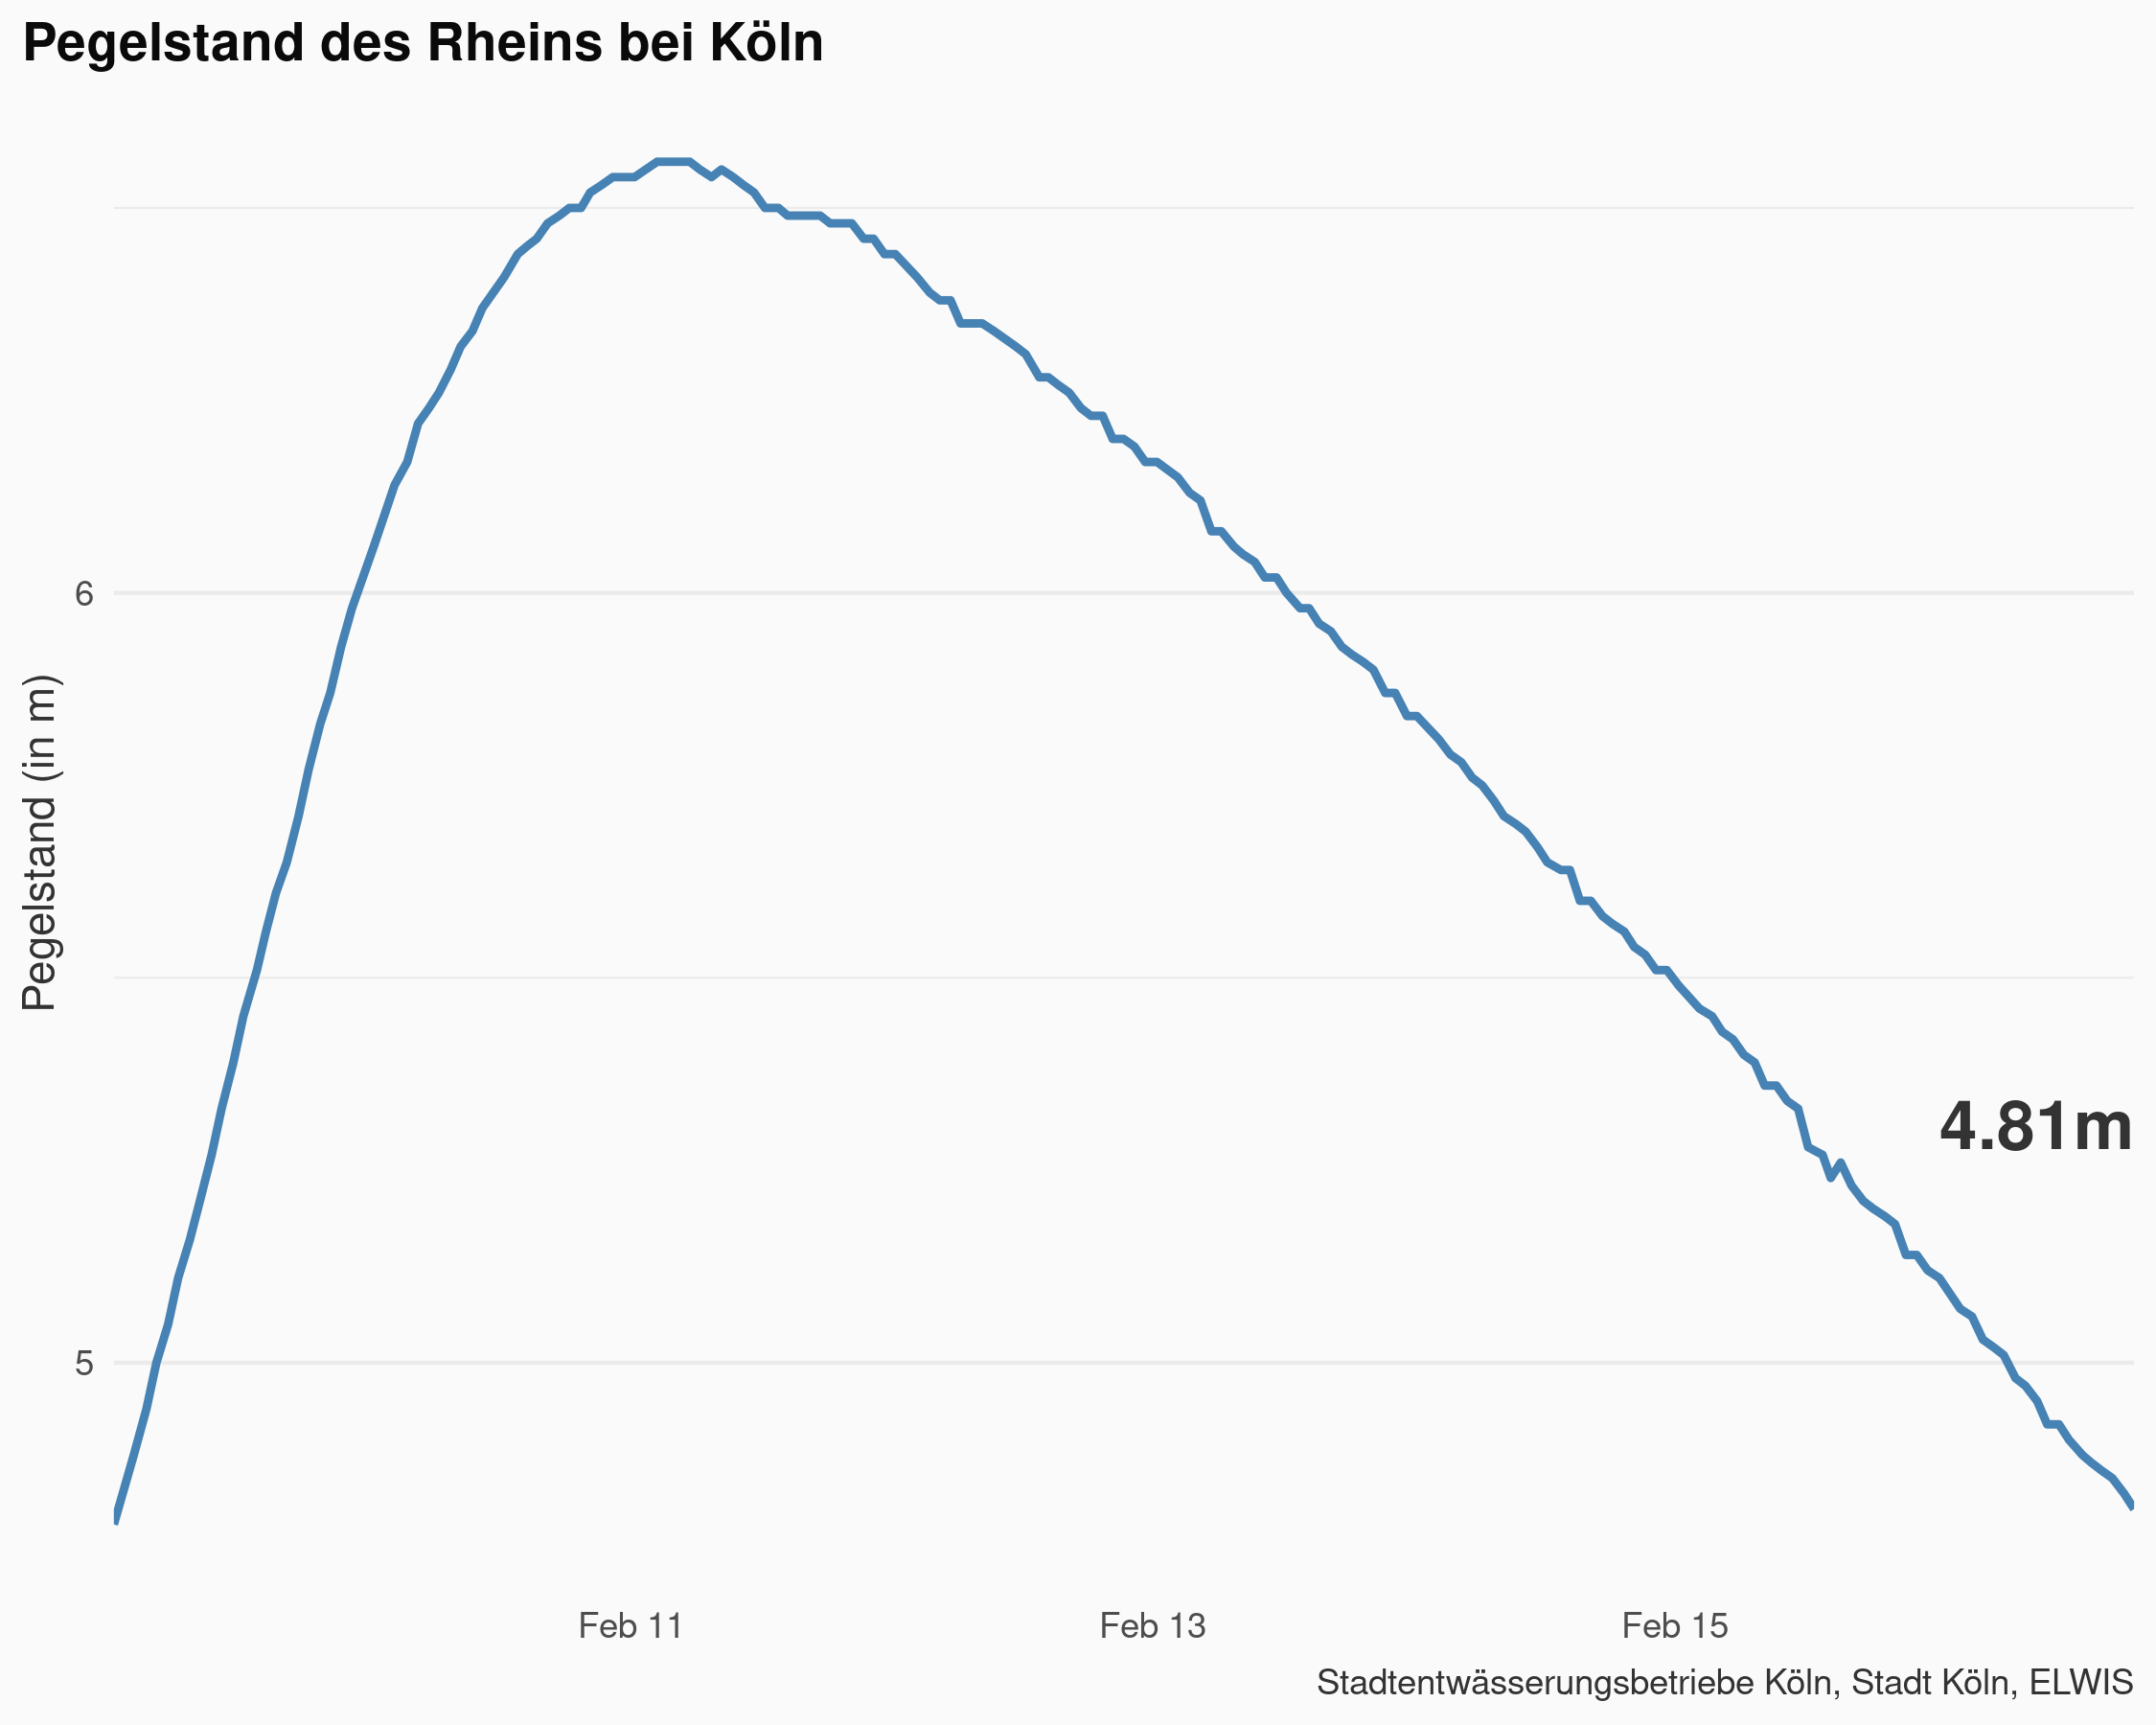 Pegelstand des Rheins bei Köln
Pegelstand (in m)
6
5
4.81m
Feb 11
Feb 13
Feb 15
Stadtentwässerungsbetriebe Köln, Stadt Köln, ELWIS